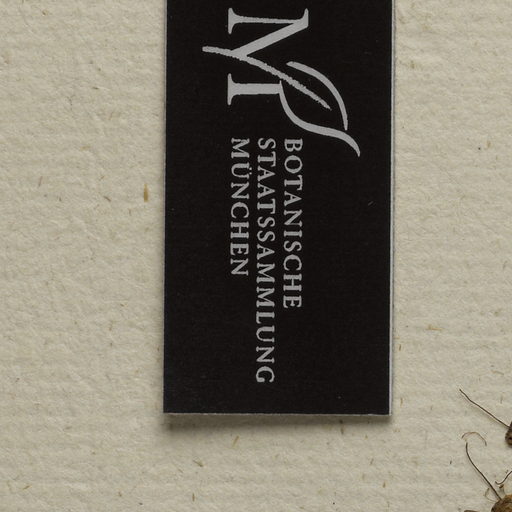 M
BOTANISCHE
STAATSSAMMLUNG
MÜNCHEN